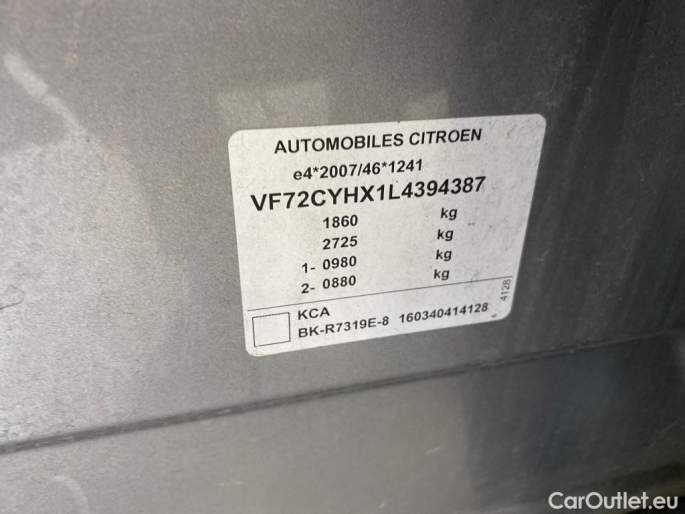 AUTOMOBILES CITROEN
e4*2007/46*1241
VF72CYHX1L4394387
1860 kg
2725 kg
1- 0980 kg
2- 0880 kg
KCA
BK-R7319E-8 160340414128
4128
CarOutlet.eu